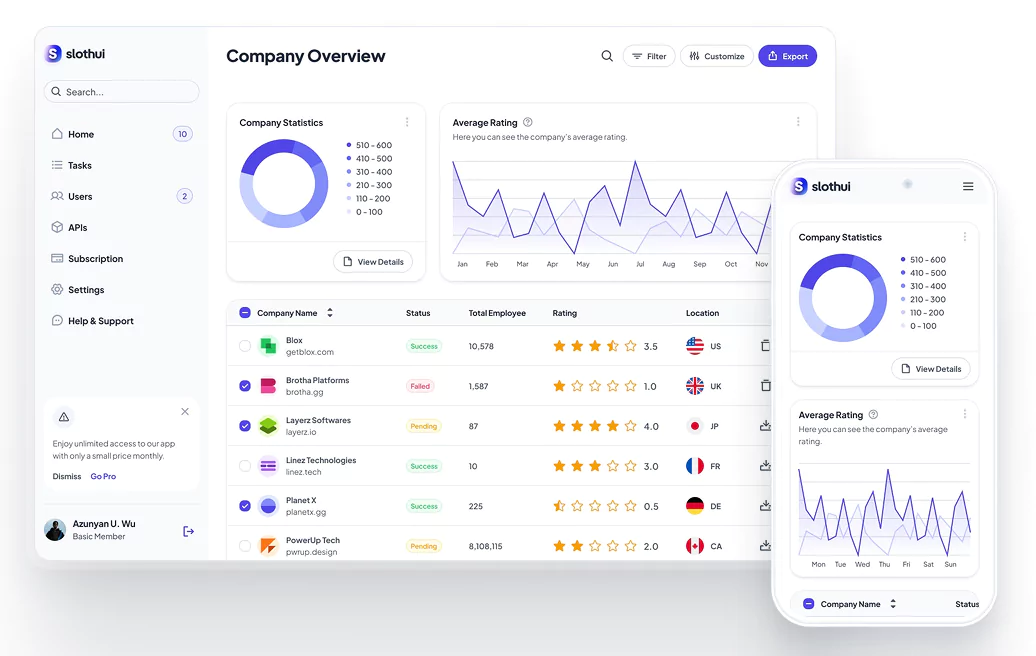 S slothui
Search...
Home 10
Tasks
Users 2
APIs
Subscription
Settings
Help & Support
Enjoy unlimited access to our app
with only a small price monthly.
Dismiss Go Pro
Azunyan U. Wu
Basic Member
Company Overview
Filter
Customize
Export
Company Statistics
510 - 600
410 - 500
310 - 400
210 - 300
110 - 200
0 - 100
View Details
Average Rating ?
Here you can see the company's average rating.
Jan Feb Mar Apr May Jun Jul Aug Sep Oct Nov
Company Name Status Total Employee Rating Location
Blox
getblox.com
Success 10,578 3.5 US
Brotha Platforms
brotha.gg
Failed 1,587 1.0 UK
Layerz Softwares
layerz.io
Pending 87 4.0 JP
Linez Technologies
linez.tech
Success 10 3.0 FR
Planet X
planetx.gg
Success 225 0.5 DE
PowerUp Tech
pwrup.design
Pending 8,108,115 2.0 CA
S slothui
Company Statistics
510 - 600
410 - 500
310 - 400
210 - 300
110 - 200
0 - 100
View Details
Average Rating ?
Here you can see the company's average
rating.
Mon Tue Wed Thu Fri Sat Sun
Company Name Status